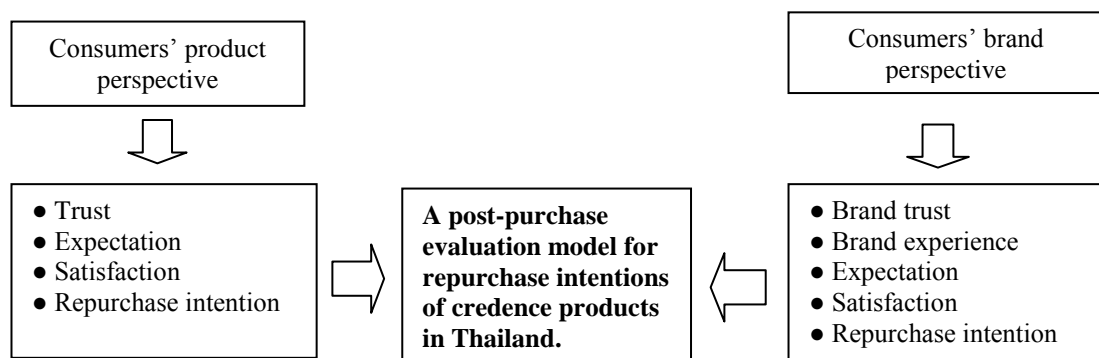 Consumers’ product
perspective
Consumers’ brand
perspective
● Trust
● Expectation
● Satisfaction
● Repurchase intention
A post-purchase
evaluation model for
repurchase intentions
of credence products
in Thailand.
● Brand trust
● Brand experience
● Expectation
● Satisfaction
● Repurchase intention